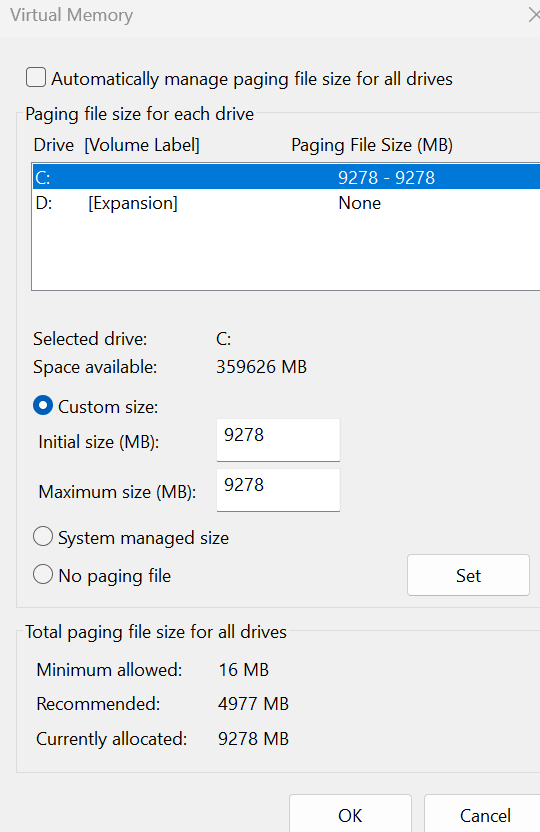 Virtual Memory
Automatically manage paging file size for all drives
Paging file size for each drive
Drive [Volume Label] Paging File Size (MB)
C: 9278 - 9278
D: [Expansion] None
Selected drive: C:
Space available: 359626 MB
Custom size:
Initial size (MB): 9278
Maximum size (MB): 9278
System managed size
No paging file
Set
Total paging file size for all drives
Minimum allowed: 16 MB
Recommended: 4977 MB
Currently allocated: 9278 MB
OK Cancel